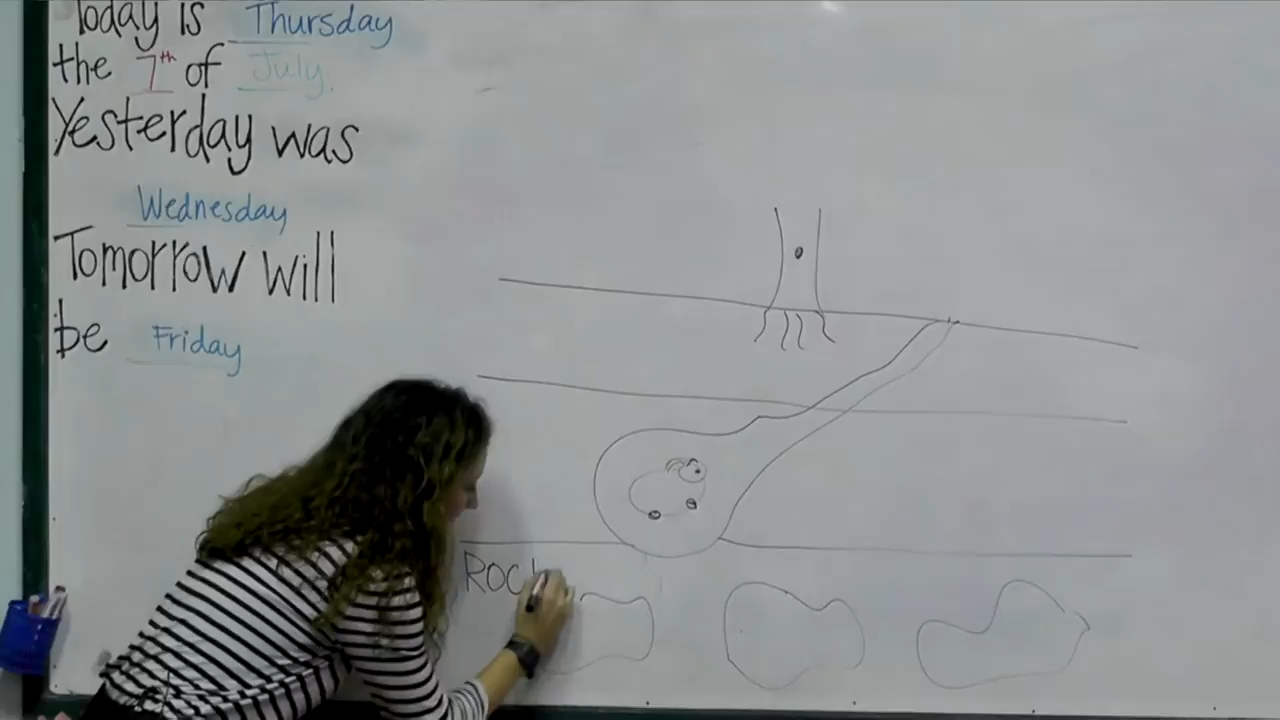 Today is Thursday
the 7th of July.
Yesterday was
Wednesday
Tomorrow will
be Friday
Roc